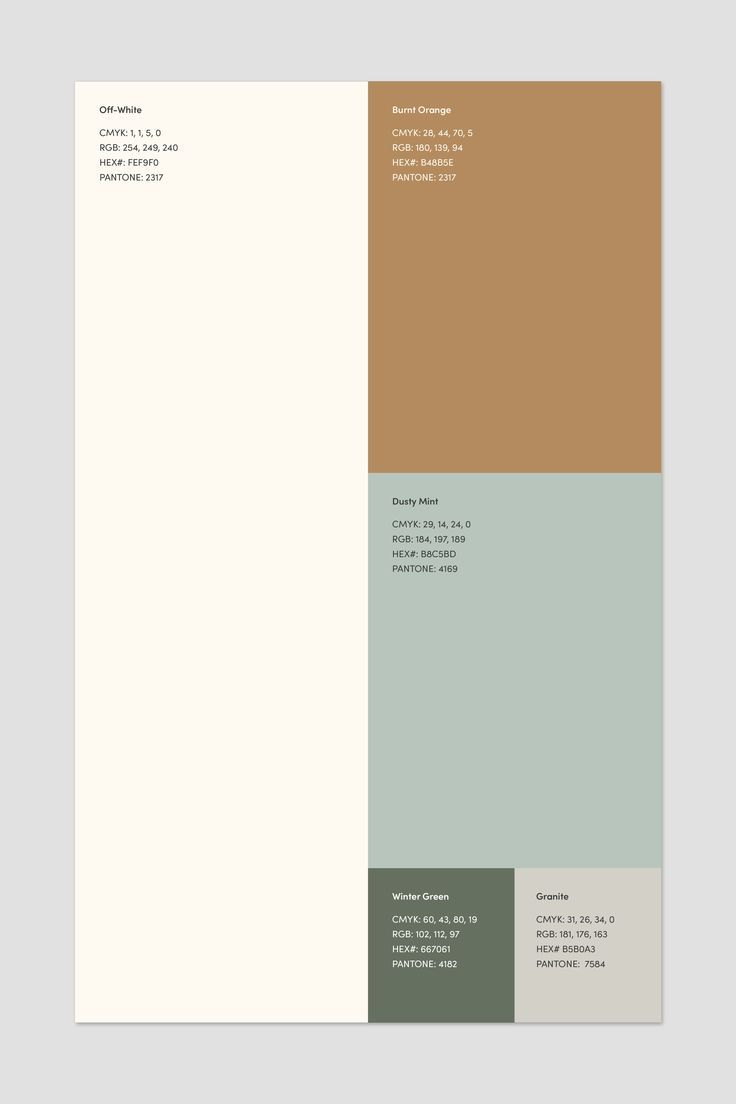 Off-White
CMYK: 1, 1, 5, 0
RGB: 254, 249, 240
HEX#: FEF9F0
PANTONE: 2317
Burnt Orange
CMYK: 28, 44, 70, 5
RGB: 180, 139, 94
HEX#: B48B5E
PANTONE: 2317
Dusty Mint
CMYK: 29, 14, 24, 0
RGB: 184, 197, 189
HEX#: B8C5BD
PANTONE: 4169
Winter Green
CMYK: 60, 43, 80, 19
RGB: 102, 112, 97
HEX#: 667061
PANTONE: 4182
Granite
CMYK: 31, 26, 34, 0
RGB: 181, 176, 163
HEX# B5B0A3
PANTONE:  7584